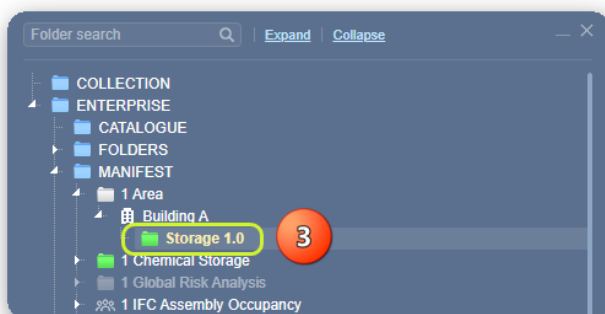 Folder search Expand Collapse
COLLECTION
ENTERPRISE
CATALOGUE
FOLDERS
MANIFEST
1 Area
Building A
Storage 1.0 3
1 Chemical Storage
1 Global Risk Analysis
1 IFC Assembly Occupancy